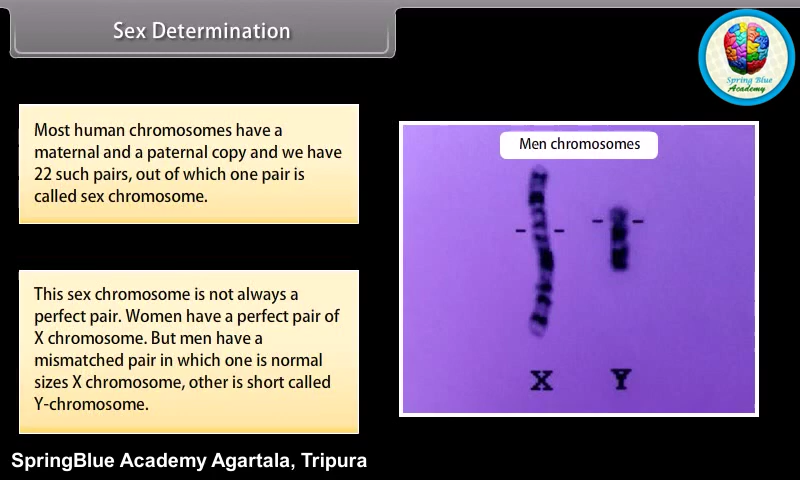 Sex Determination
Spring Blue
Academy
Most human chromosomes have a
maternal and a paternal copy and we have
22 such pairs, out of which one pair is
called sex chromosome.
Men chromosomes
X Y
This sex chromosome is not always a
perfect pair. Women have a perfect pair of
X chromosome. But men have a
mismatched pair in which one is normal
sizes X chromosome, other is short called
Y-chromosome.
SpringBlue Academy Agartala, Tripura